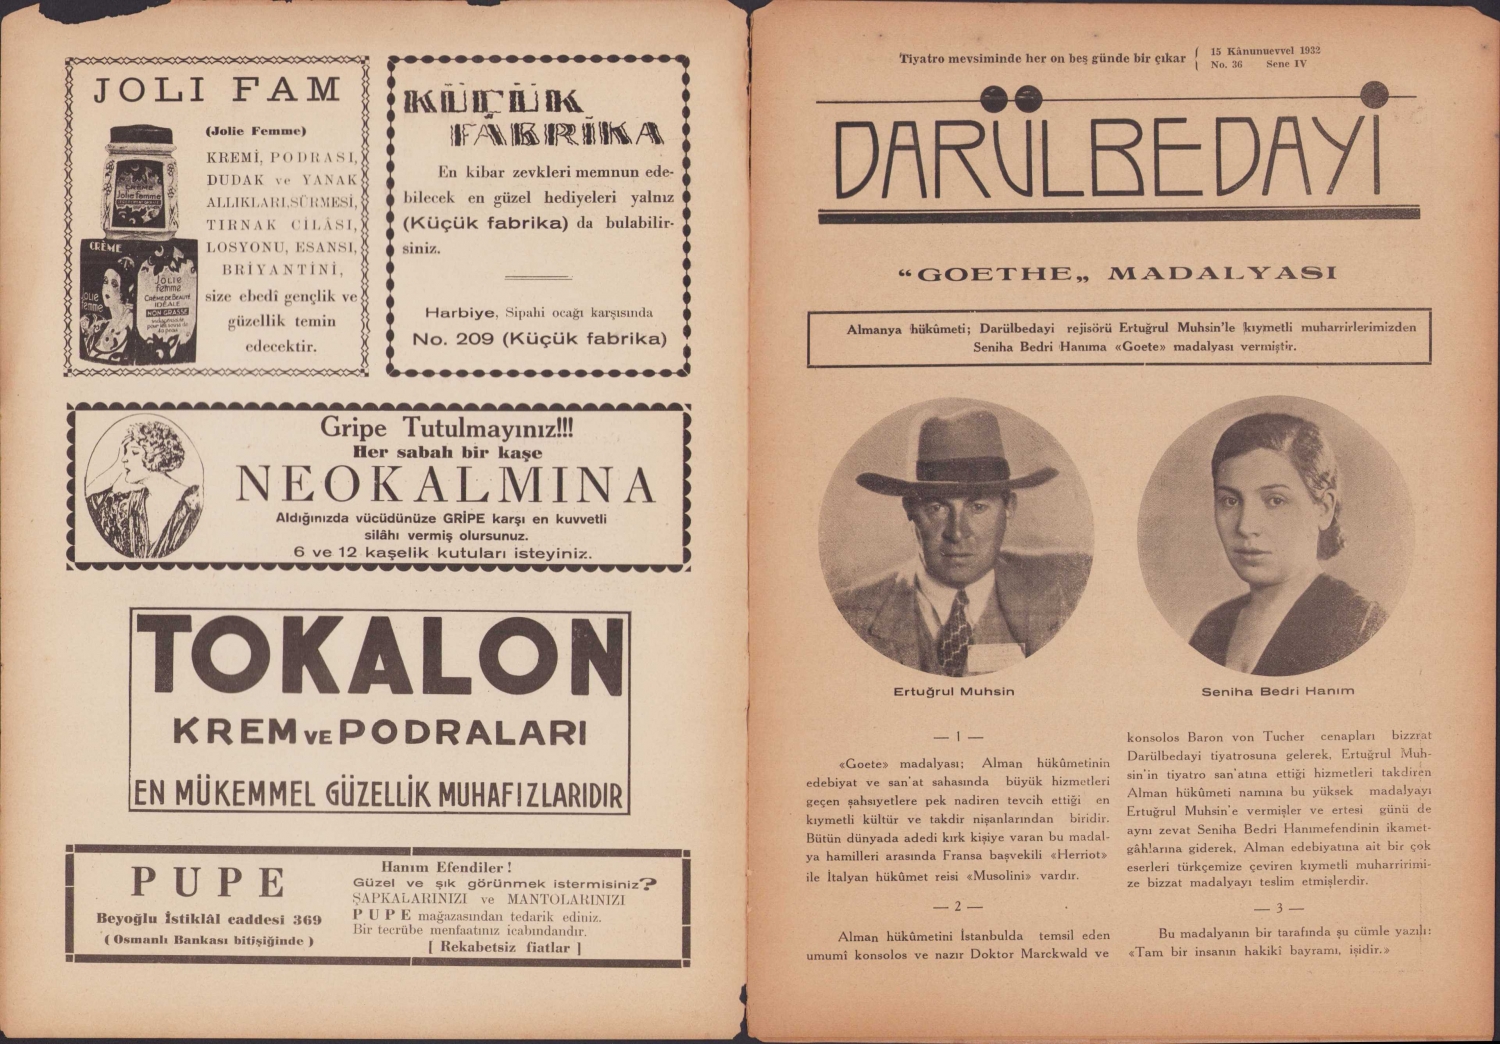 JOLI FAM
(Jolie Femme)
KREMİ, PODRASI,
DUDAK ve YANAK
ALLIKLARI,SÜRMESİ,
TIRNAK CİLÂSI,
LOSYONU, ESANSI,
BRİYANTİNİ,
size ebedî gençlik ve
güzellik temin
edecektir.
CRÈME
Jolie femme
CRÈME
JOLIE
femme
CRÈME DE BEAUTÉ
IDÉALE
NON GRASSE
KÜÇÜK
FABRİKA
En kibar zevkleri memnun ede-
bilecek en güzel hediyeleri yalnız
(Küçük fabrika) da bulabilir-
siniz.
Harbiye, Sipahi ocağı karşısında
No. 209 (Küçük fabrika)
Gripe Tutulmayınız!!!
Her sabah bir kaşe
NEOKALMINA
Aldığınızda vücüdünüze GRİPE karşı en kuvvetli
silâhı vermiş olursunuz.
6 ve 12 kaşelik kutuları isteyiniz.
TOKALON
KREM VE PODRALARI
EN MÜKEMMEL GÜZELLİK MUHAFIZLARIDIR
PUPE
Beyoğlu İstiklâl caddesi 369
( Osmanlı Bankası bitişiğinde )
Hanım Efendiler !
Güzel ve şık görünmek istermisiniz?
ŞAPKALARINIZI ve MANTOLARINIZI
PUPE mağazasından tedarik ediniz.
Bir tecrübe menfaatınız icabındandır.
[ Rekabetsiz fiatlar ]
Tiyatro mevsiminde her on beş günde bir çıkar
15 Kânunuevvel 1932
No. 36 Sene IV
DARÜLBEDAYİ
“GOETHE„ MADALYASI
Almanya hükûmeti; Darülbedayi rejisörü Ertuğrul Muhsin'le kıymetli muharrirlerimizden
Seniha Bedri Hanıma «Goete» madalyası vermiştir.
Ertuğrul Muhsin
Seniha Bedri Hanım
— 1 —
«Goete» madalyası; Alman hükûmetinin
edebiyat ve san'at sahasında büyük hizmetleri
geçen şahsıyetlere pek nadiren tevcih ettiği en
kıymetli kültür ve takdir nişanlarından biridir.
Bütün dünyada adedi kırk kişiye varan bu madal-
ya hamilleri arasında Fransa başvekili «Herriot»
ile İtalyan hükûmet reisi «Musolini» vardır.
— 2 —
Alman hükûmetini İstanbulda temsil eden
umumî konsolos ve nazır Doktor Marckwald ve
konsolos Baron von Tucher cenapları bizzrat
Darülbedayi tiyatrosuna gelerek, Ertuğrul Muh-
sin'in tiyatro san'atına ettiği hizmetleri takdiren
Alman hükûmeti namına bu yüksek madalyayı
Ertuğrul Muhsin'e vermişler ve ertesi günü de
aynı zevat Seniha Bedri Hanımefendinin ikamet-
gâhlarına giderek, Alman edebiyatına ait bir çok
eserleri türkçemize çeviren kıymetli muharririmi-
ze bizzat madalyayı teslim etmişlerdir.
— 3 —
Bu madalyanın bir tarafında şu cümle yazılı:
«Tam bir insanın hakikî bayramı, işidir.»